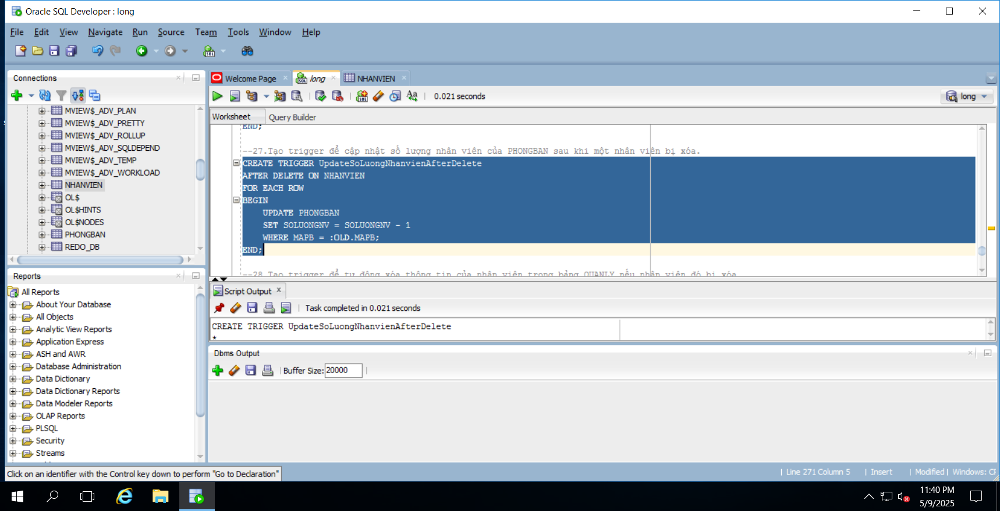 Oracle SQL Developer : long
File Edit View Navigate Run Source Team Tools Window Help
Connections
MVIEW$_ADV_PLAN
MVIEW$_ADV_PRETTY
MVIEW$_ADV_ROLLUP
MVIEW$_ADV_SQLDEPEND
MVIEW$_ADV_TEMP
MVIEW$_ADV_WORKLOAD
NHANVIEN
OL$
OL$HINTS
OL$NODES
PHONGBAN
REDO_DB
Reports
All Reports
About Your Database
All Objects
Analytic View Reports
Application Express
ASH and AWR
Database Administration
Data Dictionary
Data Dictionary Reports
Data Modeler Reports
OLAP Reports
PLSQL
Security
Streams
Welcome Page long NHANVIEN
0.021 seconds
long
Worksheet Query Builder
END;
--27.Tạo trigger để cập nhật số lượng nhân viên của PHONGBAN sau khi một nhân viên bị xóa.
CREATE TRIGGER UpdateSoLuongNhanvienAfterDelete
AFTER DELETE ON NHANVIEN
FOR EACH ROW
BEGIN
UPDATE PHONGBAN
SET SOLUONGNV = SOLUONGNV - 1
WHERE MAPB = :OLD.MAPB;
END;
--28.Tạo trigger để tự động xóa thông tin của nhân viên trong bảng QUANLY nếu nhân viên đó bị xóa
Script Output
Task completed in 0.021 seconds
CREATE TRIGGER UpdateSoLuongNhanvienAfterDelete
*
Dbms Output
Buffer Size: 20000
Click on an identifier with the Control key down to perform "Go to Declaration"
Line 271 Column 5 Insert Modified Windows:
11:40 PM
5/9/2025